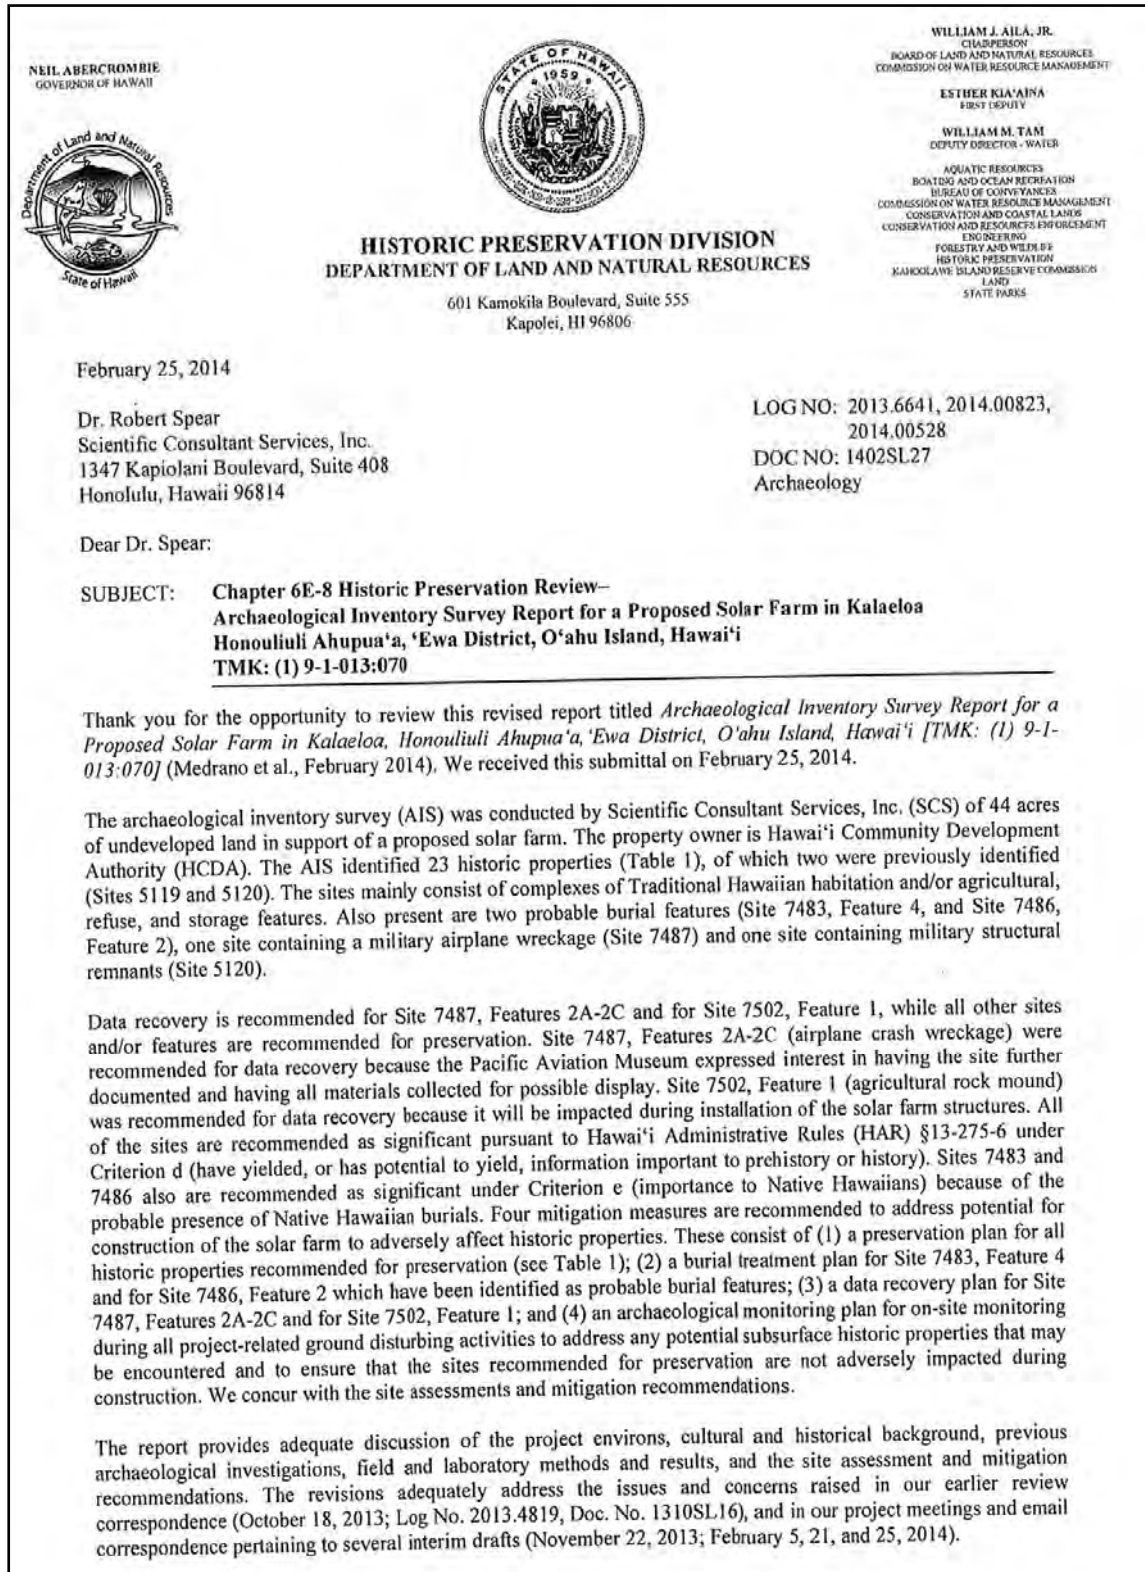 NEIL ABERCROMBIE
GOVERNOR OF HAWAII
Department of Land and Natural Resources
State of Hawaii
STATE OF HAWAII
1959
WILLIAM J. AILA, JR.
CHAIRPERSON
BOARD OF LAND AND NATURAL RESOURCES
COMMISSION ON WATER RESOURCE MANAGEMENT
ESTHER KIA'AINA
FIRST DEPUTY
WILLIAM M. TAM
DEPUTY DIRECTOR - WATER
AQUATIC RESOURCES
BOATING AND OCEAN RECREATION
BUREAU OF CONVEYANCES
COMMISSION ON WATER RESOURCE MANAGEMENT
CONSERVATION AND COASTAL LANDS
CONSERVATION AND RESOURCES ENFORCEMENT
ENGINEERING
FORESTRY AND WILDLIFE
HISTORIC PRESERVATION
KAHOOLAWE ISLAND RESERVE COMMISSION
LAND
STATE PARKS
HISTORIC PRESERVATION DIVISION
DEPARTMENT OF LAND AND NATURAL RESOURCES
601 Kamokila Boulevard, Suite 555
Kapolei, HI 96806
February 25, 2014
Dr. Robert Spear
Scientific Consultant Services, Inc.
1347 Kapiolani Boulevard, Suite 408
Honolulu, Hawaii 96814
LOG NO: 2013.6641, 2014.00823,
2014.00528
DOC NO: 1402SL27
Archaeology
Dear Dr. Spear:
SUBJECT: Chapter 6E-8 Historic Preservation Review–
Archaeological Inventory Survey Report for a Proposed Solar Farm in Kalaeloa
Honouliuli Ahupua‘a, ‘Ewa District, O‘ahu Island, Hawai‘i
TMK: (1) 9-1-013:070
Thank you for the opportunity to review this revised report titled Archaeological Inventory Survey Report for a
Proposed Solar Farm in Kalaeloa, Honouliuli Ahupua‘a, ‘Ewa District, O‘ahu Island, Hawai‘i [TMK: (1) 9-1-
013:070] (Medrano et al., February 2014). We received this submittal on February 25, 2014.
The archaeological inventory survey (AIS) was conducted by Scientific Consultant Services, Inc. (SCS) of 44 acres
of undeveloped land in support of a proposed solar farm. The property owner is Hawai‘i Community Development
Authority (HCDA). The AIS identified 23 historic properties (Table 1), of which two were previously identified
(Sites 5119 and 5120). The sites mainly consist of complexes of Traditional Hawaiian habitation and/or agricultural,
refuse, and storage features. Also present are two probable burial features (Site 7483, Feature 4, and Site 7486,
Feature 2), one site containing a military airplane wreckage (Site 7487) and one site containing military structural
remnants (Site 5120).
Data recovery is recommended for Site 7487, Features 2A-2C and for Site 7502, Feature 1, while all other sites
and/or features are recommended for preservation. Site 7487, Features 2A-2C (airplane crash wreckage) were
recommended for data recovery because the Pacific Aviation Museum expressed interest in having the site further
documented and having all materials collected for possible display. Site 7502, Feature 1 (agricultural rock mound)
was recommended for data recovery because it will be impacted during installation of the solar farm structures. All
of the sites are recommended as significant pursuant to Hawai‘i Administrative Rules (HAR) §13-275-6 under
Criterion d (have yielded, or has potential to yield, information important to prehistory or history). Sites 7483 and
7486 also are recommended as significant under Criterion e (importance to Native Hawaiians) because of the
probable presence of Native Hawaiian burials. Four mitigation measures are recommended to address potential for
construction of the solar farm to adversely affect historic properties. These consist of (1) a preservation plan for all
historic properties recommended for preservation (see Table 1); (2) a burial treatment plan for Site 7483, Feature 4
and for Site 7486, Feature 2 which have been identified as probable burial features; (3) a data recovery plan for Site
7487, Features 2A-2C and for Site 7502, Feature 1; and (4) an archaeological monitoring plan for on-site monitoring
during all project-related ground disturbing activities to address any potential subsurface historic properties that may
be encountered and to ensure that the sites recommended for preservation are not adversely impacted during
construction. We concur with the site assessments and mitigation recommendations.
The report provides adequate discussion of the project environs, cultural and historical background, previous
archaeological investigations, field and laboratory methods and results, and the site assessment and mitigation
recommendations. The revisions adequately address the issues and concerns raised in our earlier review
correspondence (October 18, 2013; Log No. 2013.4819, Doc. No. 1310SL16), and in our project meetings and email
correspondence pertaining to several interim drafts (November 22, 2013; February 5, 21, and 25, 2014).